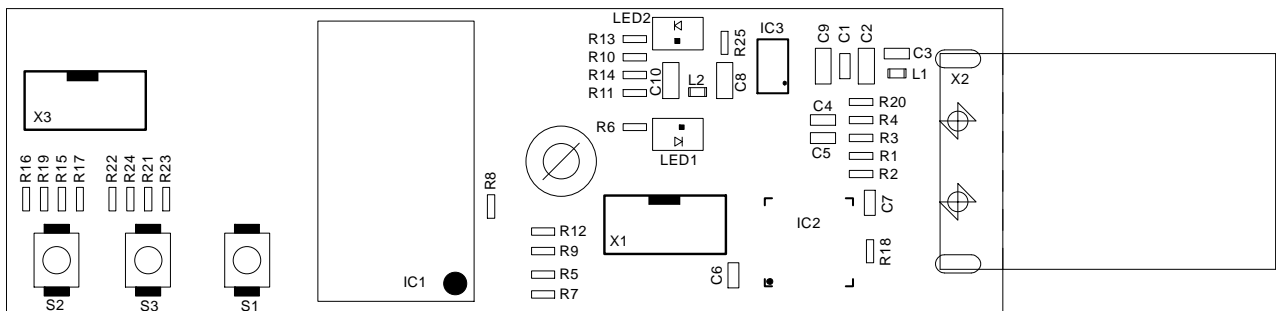 LED2
R13
R10
R14
R11
C10
L2
R25
C8
IC3
C9
C1
C2
C3
L1
X2
X3
R6
LED1
C4
C5
R20
R4
R3
R1
R2
R16
R19
R15
R17
R22
R24
R21
R23
R8
R12
R9
R5
R7
X1
C6
IC2
C7
R18
IC1
S2
S3
S1